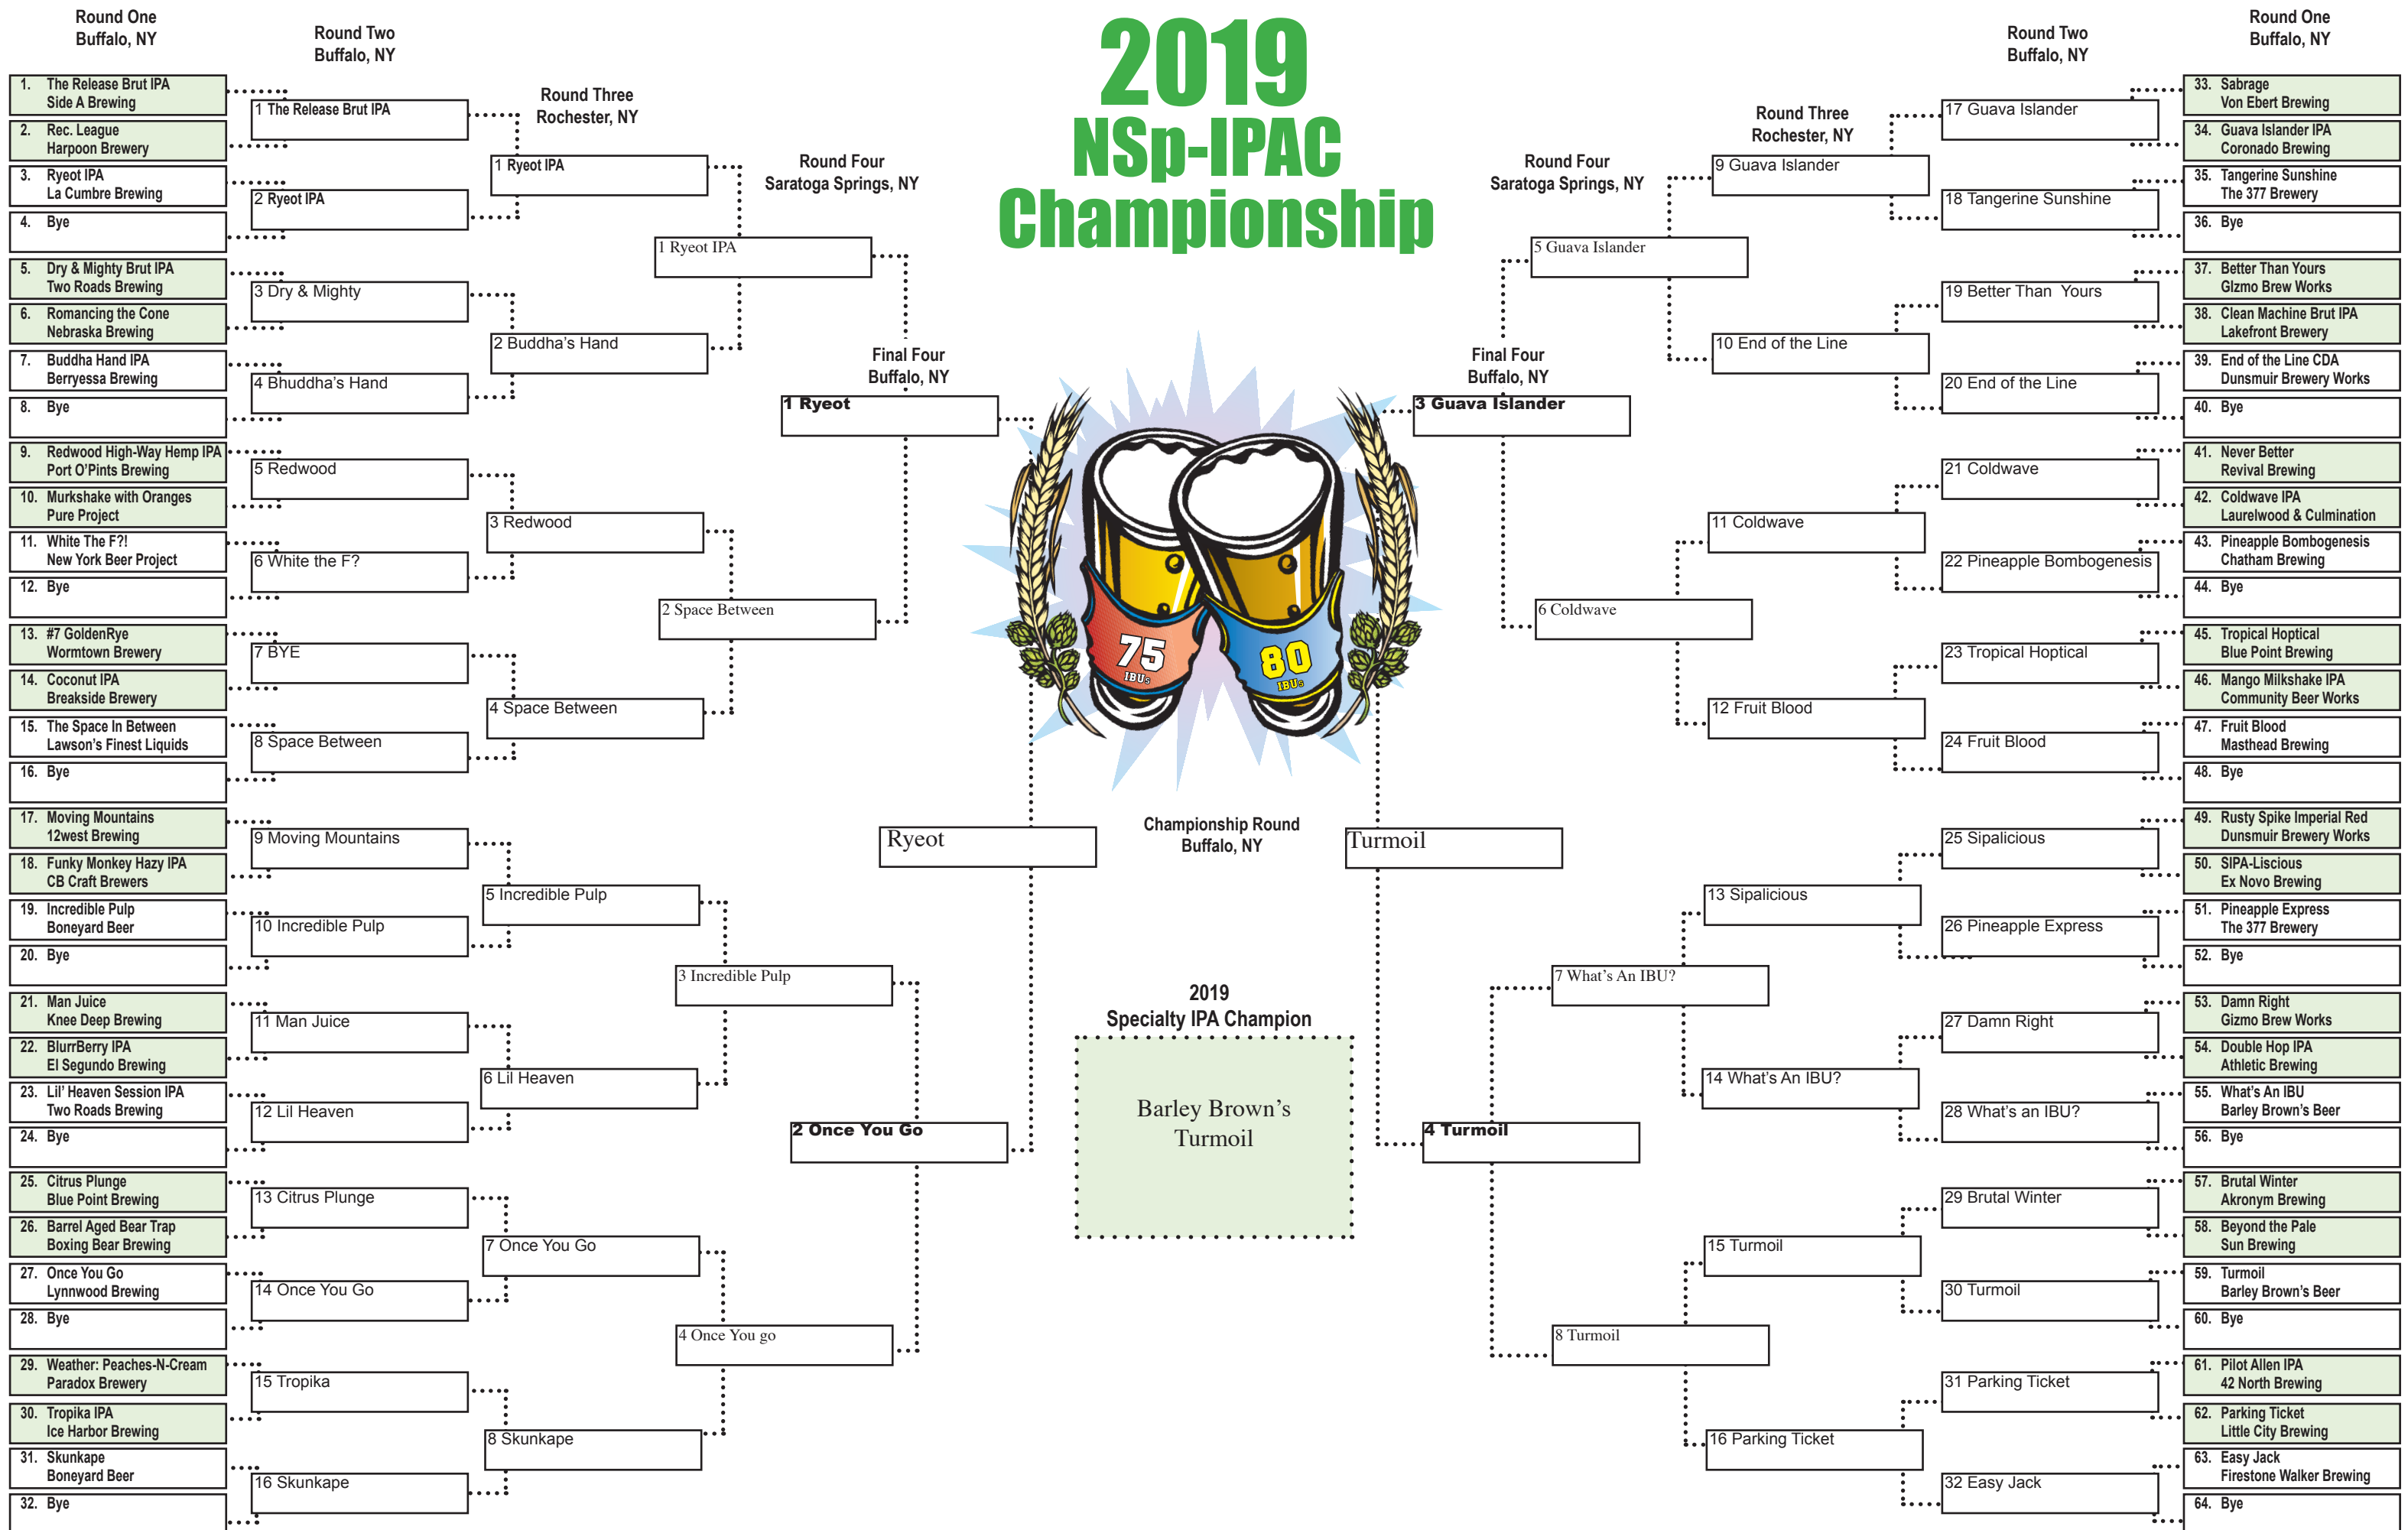 2019
NSp-IPAC
Championship
Round One
Buffalo, NY
1. The Release Brut IPA
Side A Brewing
2. Rec. League
Harpoon Brewery
3. Ryeot IPA
La Cumbre Brewing
4. Bye
5. Dry & Mighty Brut IPA
Two Roads Brewing
6. Romancing the Cone
Nebraska Brewing
7. Buddha Hand IPA
Berryessa Brewing
8. Bye
9. Redwood High-Way Hemp IPA
Port O'Pints Brewing
10. Murkshake with Oranges
Pure Project
11. White The F?!
New York Beer Project
12. Bye
13. #7 GoldenRye
Wormtown Brewery
14. Coconut IPA
Breakside Brewery
15. The Space In Between
Lawson's Finest Liquids
16. Bye
17. Moving Mountains
12west Brewing
18. Funky Monkey Hazy IPA
CB Craft Brewers
19. Incredible Pulp
Boneyard Beer
20. Bye
21. Man Juice
Knee Deep Brewing
22. BlurrBerry IPA
El Segundo Brewing
23. Lil' Heaven Session IPA
Two Roads Brewing
24. Bye
25. Citrus Plunge
Blue Point Brewing
26. Barrel Aged Bear Trap
Boxing Bear Brewing
27. Once You Go
Lynnwood Brewing
28. Bye
29. Weather: Peaches-N-Cream
Paradox Brewery
30. Tropika IPA
Ice Harbor Brewing
31. Skunkape
Boneyard Beer
32. Bye
Round Two
Buffalo, NY
1 The Release Brut IPA
2 Ryeot IPA
3 Dry & Mighty
4 Bhuddha's Hand
5 Redwood
6 White the F?
7 BYE
8 Space Between
9 Moving Mountains
10 Incredible Pulp
11 Man Juice
12 Lil Heaven
13 Citrus Plunge
14 Once You Go
15 Tropika
16 Skunkape
Round Three
Rochester, NY
1 Ryeot IPA
2 Buddha's Hand
3 Redwood
4 Space Between
5 Incredible Pulp
6 Lil Heaven
7 Once You Go
8 Skunkape
Round Four
Saratoga Springs, NY
1 Ryeot IPA
2 Space Between
3 Incredible Pulp
4 Once You go
Final Four
Buffalo, NY
1 Ryeot
2 Once You Go
75
IBUs
80
IBUs
Championship Round
Buffalo, NY
Ryeot
Turmoil
2019
Specialty IPA Champion
Barley Brown's
Turmoil
Final Four
Buffalo, NY
3 Guava Islander
4 Turmoil
Round Four
Saratoga Springs, NY
5 Guava Islander
6 Coldwave
7 What's An IBU?
8 Turmoil
Round Three
Rochester, NY
9 Guava Islander
10 End of the Line
11 Coldwave
12 Fruit Blood
13 Sipalicious
14 What's An IBU?
15 Turmoil
16 Parking Ticket
Round Two
Buffalo, NY
17 Guava Islander
18 Tangerine Sunshine
19 Better Than Yours
20 End of the Line
21 Coldwave
22 Pineapple Bombogenesis
23 Tropical Hoptical
24 Fruit Blood
25 Sipalicious
26 Pineapple Express
27 Damn Right
28 What's an IBU?
29 Brutal Winter
30 Turmoil
31 Parking Ticket
32 Easy Jack
Round One
Buffalo, NY
33. Sabrage
Von Ebert Brewing
34. Guava Islander IPA
Coronado Brewing
35. Tangerine Sunshine
The 377 Brewery
36. Bye
37. Better Than Yours
GIzmo Brew Works
38. Clean Machine Brut IPA
Lakefront Brewery
39. End of the Line CDA
Dunsmuir Brewery Works
40. Bye
41. Never Better
Revival Brewing
42. Coldwave IPA
Laurelwood & Culmination
43. Pineapple Bombogenesis
Chatham Brewing
44. Bye
45. Tropical Hoptical
Blue Point Brewing
46. Mango Milkshake IPA
Community Beer Works
47. Fruit Blood
Masthead Brewing
48. Bye
49. Rusty Spike Imperial Red
Dunsmuir Brewery Works
50. SIPA-Liscious
Ex Novo Brewing
51. Pineapple Express
The 377 Brewery
52. Bye
53. Damn Right
Gizmo Brew Works
54. Double Hop IPA
Athletic Brewing
55. What's An IBU
Barley Brown's Beer
56. Bye
57. Brutal Winter
Akronym Brewing
58. Beyond the Pale
Sun Brewing
59. Turmoil
Barley Brown's Beer
60. Bye
61. Pilot Allen IPA
42 North Brewing
62. Parking Ticket
Little City Brewing
63. Easy Jack
Firestone Walker Brewing
64. Bye